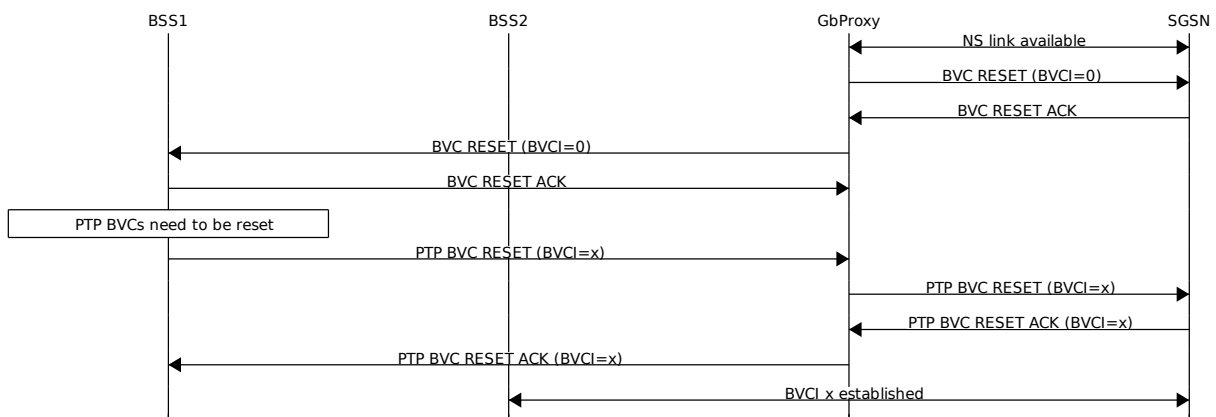 BSS1 BSS2 GbProxy SGSN
NS link available
BVC RESET (BVCI=0)
BVC RESET ACK
BVC RESET (BVCI=0)
BVC RESET ACK
PTP BVCs need to be reset
PTP BVC RESET (BVCI=x)
PTP BVC RESET (BVCI=x)
PTP BVC RESET ACK (BVCI=x)
PTP BVC RESET ACK (BVCI=x)
BVCI x established